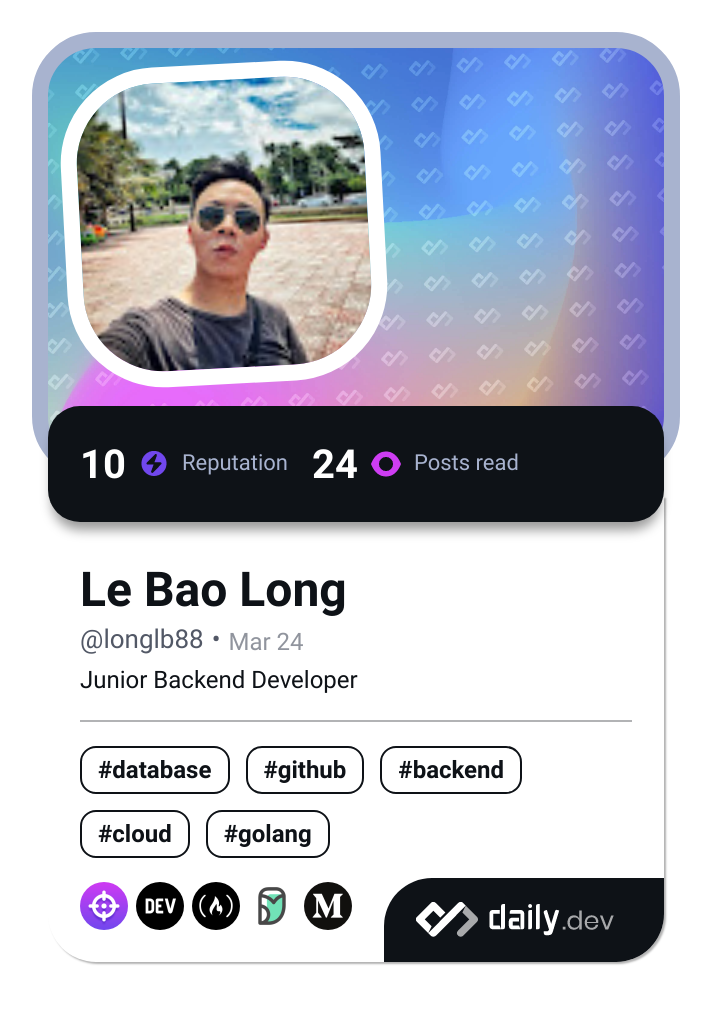 10 Reputation 24 Posts read
Le Bao Long
@longlb88 • Mar 24
Junior Backend Developer
#database #github #backend
#cloud #golang
DEV M daily.dev